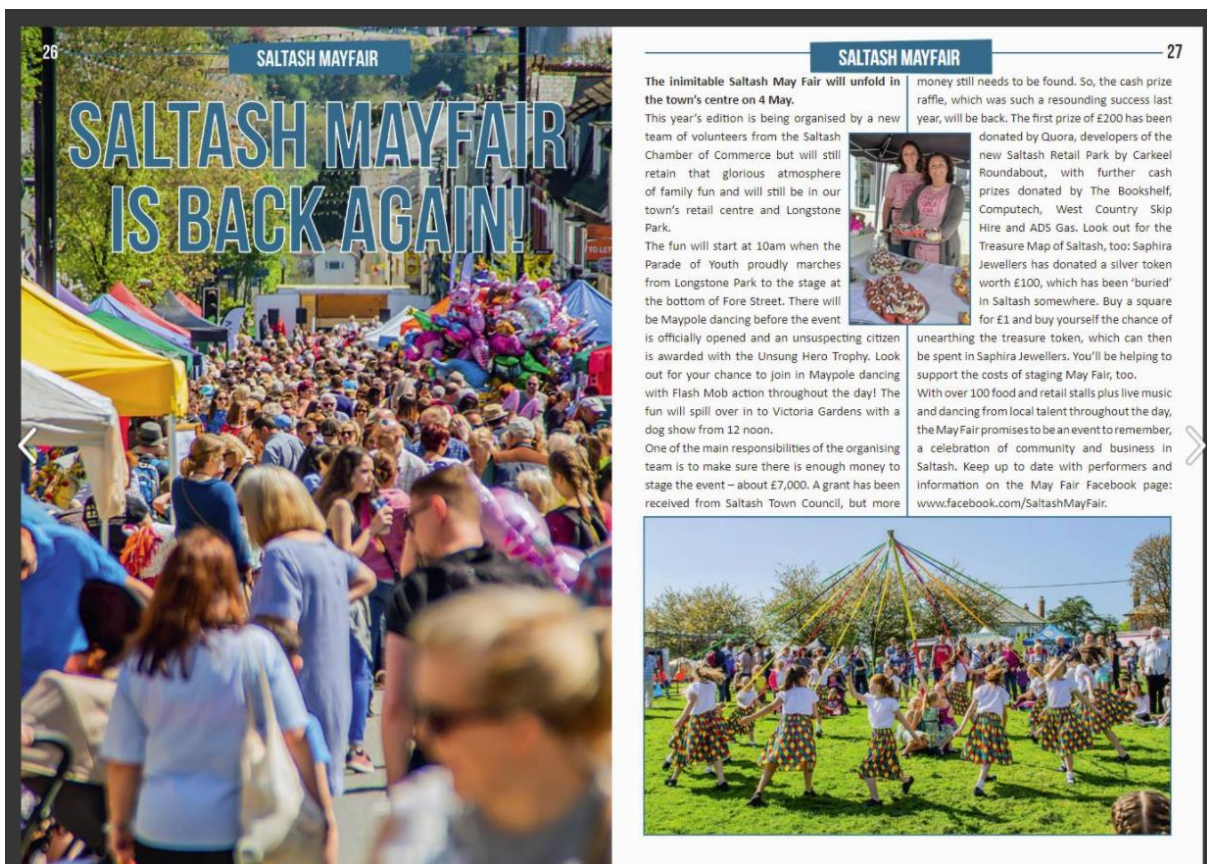 26
SALTASH MAYFAIR
SALTASH MAYFAIR
IS BACK AGAIN!
TO LET
SALTASH MAYFAIR
27
The inimitable Saltash May Fair will unfold in
the town's centre on 4 May.
This year's edition is being organised by a new
team of volunteers from the Saltash
Chamber of Commerce but will still
retain that glorious atmosphere
of family fun and will still be in our
town's retail centre and Longstone
Park.
The fun will start at 10am when the
Parade of Youth proudly marches
from Longstone Park to the stage at
the bottom of Fore Street. There will
be Maypole dancing before the event
is officially opened and an unsuspecting citizen
is awarded with the Unsung Hero Trophy. Look
out for your chance to join in Maypole dancing
with Flash Mob action throughout the day! The
fun will spill over in to Victoria Gardens with a
dog show from 12 noon.
One of the main responsibilities of the organising
team is to make sure there is enough money to
stage the event – about £7,000. A grant has been
received from Saltash Town Council, but more
money still needs to be found. So, the cash prize
raffle, which was such a resounding success last
year, will be back. The first prize of £200 has been
donated by Quora, developers of the
new Saltash Retail Park by Carkeel
Roundabout, with further cash
prizes donated by The Bookshelf,
Computech, West Country Skip
Hire and ADS Gas. Look out for the
Treasure Map of Saltash, too: Saphira
Jewellers has donated a silver token
worth £100, which has been 'buried'
in Saltash somewhere. Buy a square
for £1 and buy yourself the chance of
unearthing the treasure token, which can then
be spent in Saphira Jewellers. You'll be helping to
support the costs of staging May Fair, too.
With over 100 food and retail stalls plus live music
and dancing from local talent throughout the day,
the May Fair promises to be an event to remember,
a celebration of community and business in
Saltash. Keep up to date with performers and
information on the May Fair Facebook page:
www.facebook.com/SaltashMayFair.